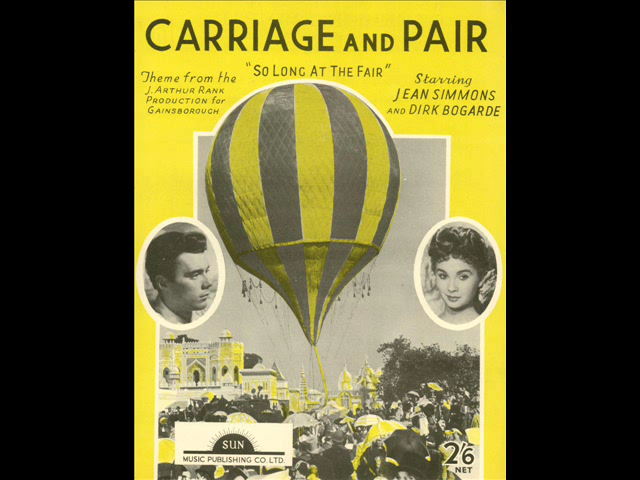 CARRIAGE AND PAIR
"SO LONG AT THE FAIR"
Theme from the
J. ARTHUR RANK
PRODUCTION for
GAINSBOROUGH
Starring
JEAN SIMMONS
AND DIRK BOGARDE
SUN
MUSIC PUBLISHING CO. LTD.
2/6
NET